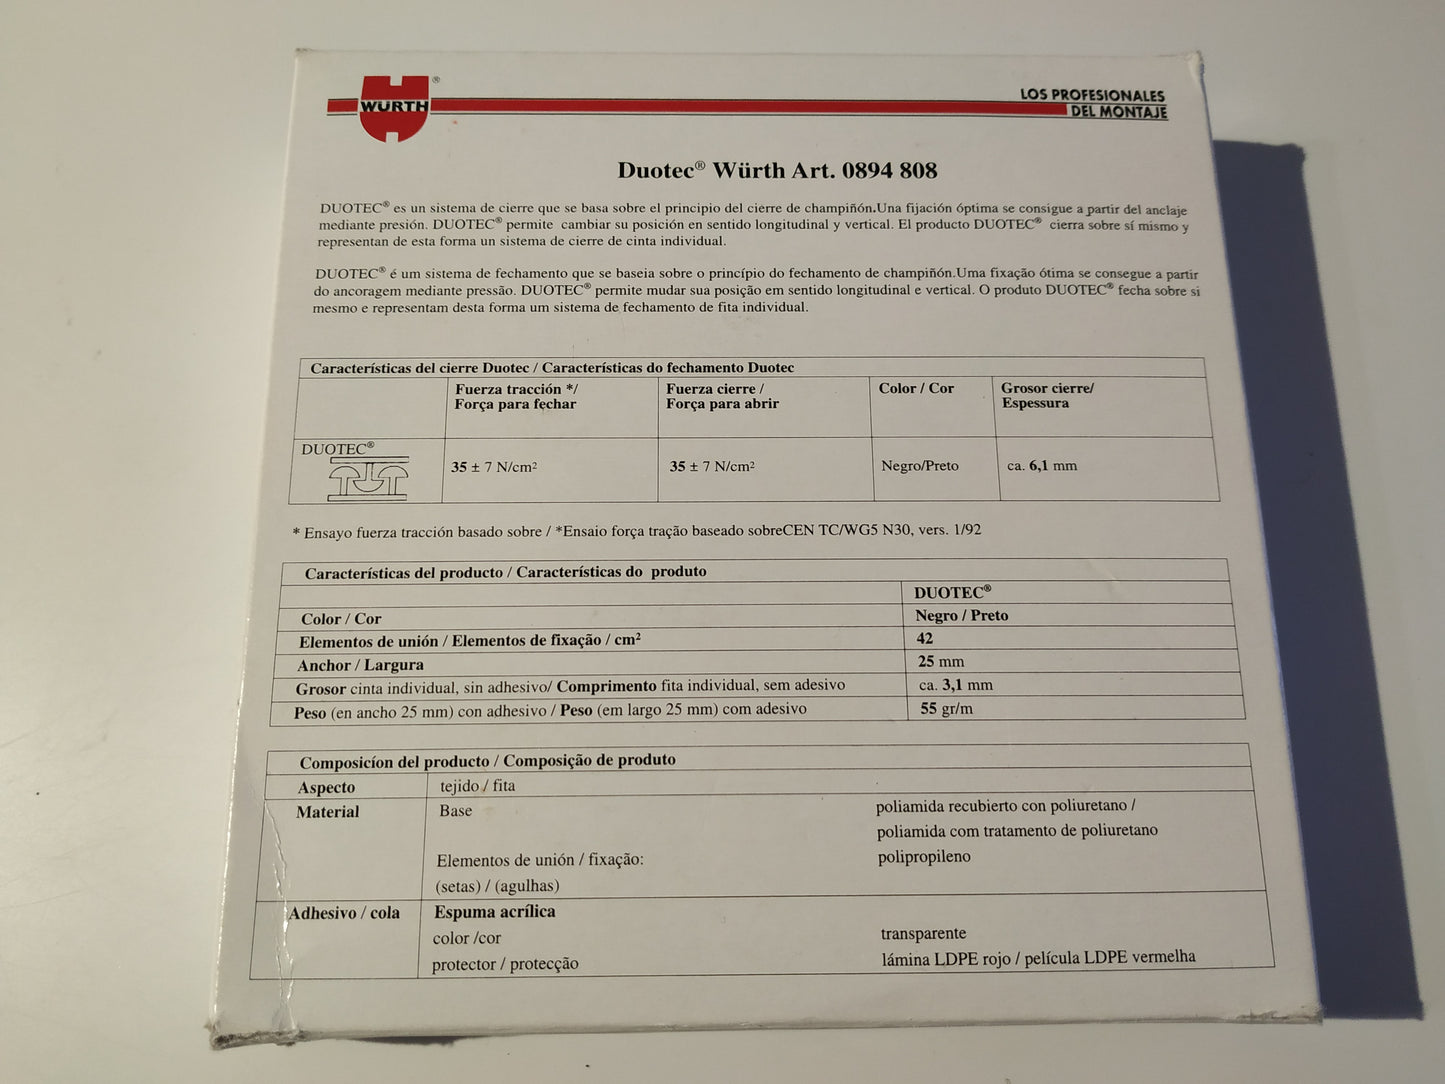 WÜRTH ®
LOS PROFESIONALES
DEL MONTAJE
Duotec® Würth Art. 0894 808
DUOTEC® es un sistema de cierre que se basa sobre el principio del cierre de champiñón.Una fijación óptima se consigue a partir del anclaje
mediante presión. DUOTEC® permite cambiar su posición en sentido longitudinal y vertical. El producto DUOTEC® cierra sobre sí mismo y
representan de esta forma un sistema de cierre de cinta individual.
DUOTEC® é um sistema de fechamento que se baseia sobre o princípio do fechamento de champiñón.Uma fixação ótima se consegue a partir
do ancoragem mediante pressão. DUOTEC® permite mudar sua posição em sentido longitudinal e vertical. O produto DUOTEC® fecha sobre si
mesmo e representam desta forma um sistema de fechamento de fita individual.
Características del cierre Duotec / Características do fechamento Duotec
Fuerza tracción */ Fuerza cierre / Color / Cor Grosor cierre/
Força para fechar Força para abrir Espessura
DUOTEC®
35 ± 7 N/cm² 35 ± 7 N/cm² Negro/Preto ca. 6,1 mm
* Ensayo fuerza tracción basado sobre / *Ensaio força tração baseado sobreCEN TC/WG5 N30, vers. 1/92
Características del producto / Características do produto
DUOTEC®
Color / Cor Negro / Preto
Elementos de unión / Elementos de fixação / cm² 42
Anchor / Largura 25 mm
Grosor cinta individual, sin adhesivo/ Comprimento fita individual, sem adesivo ca. 3,1 mm
Peso (en ancho 25 mm) con adhesivo / Peso (em largo 25 mm) com adesivo 55 gr/m
Composicíon del producto / Composição de produto
Aspecto tejido / fita
Material Base poliamida recubierto con poliuretano /
poliamida com tratamento de poliuretano
Elementos de unión / fixação: polipropileno
(setas) / (agulhas)
Adhesivo / cola Espuma acrílica
color /cor transparente
protector / protecção lámina LDPE rojo / película LDPE vermelha